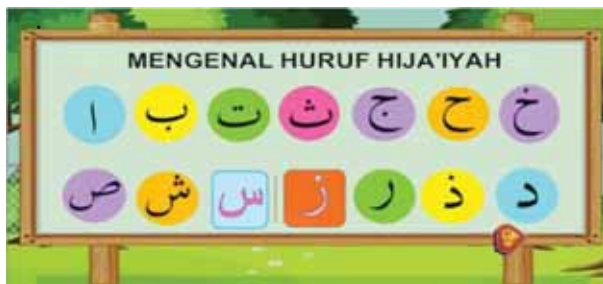 MENGENAL HURUF HIJA'IYAH
خ ح ج ث ت ب ا
د ذ ر ز س ش ص